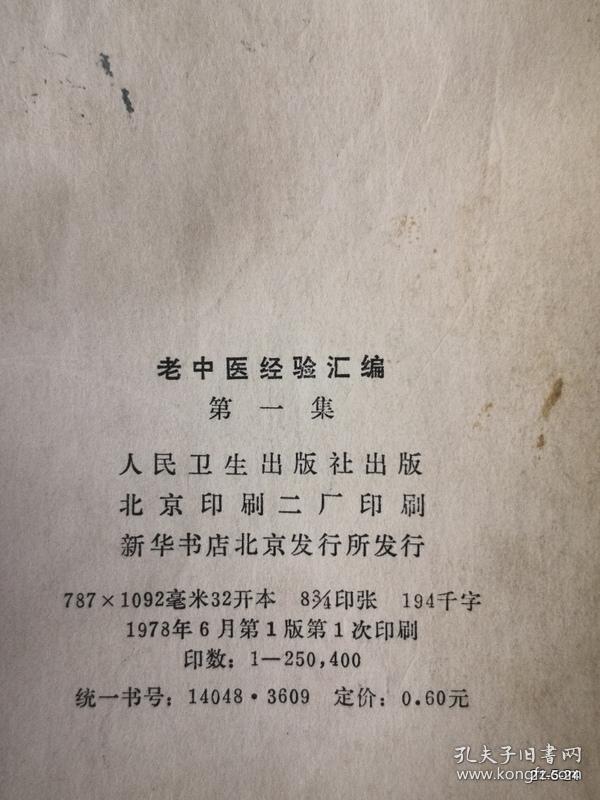 老中医经验汇编
第一集
人民卫生出版社出版
北京印刷二厂印刷
新华书店北京发行所发行
787×1092毫米32开本 8¾印张 194千字
1978年6月第1版第1次印刷
印数：1—250,400
统一书号：14048·3609 定价：0.60元
孔夫子旧书网
www.kongfz.com